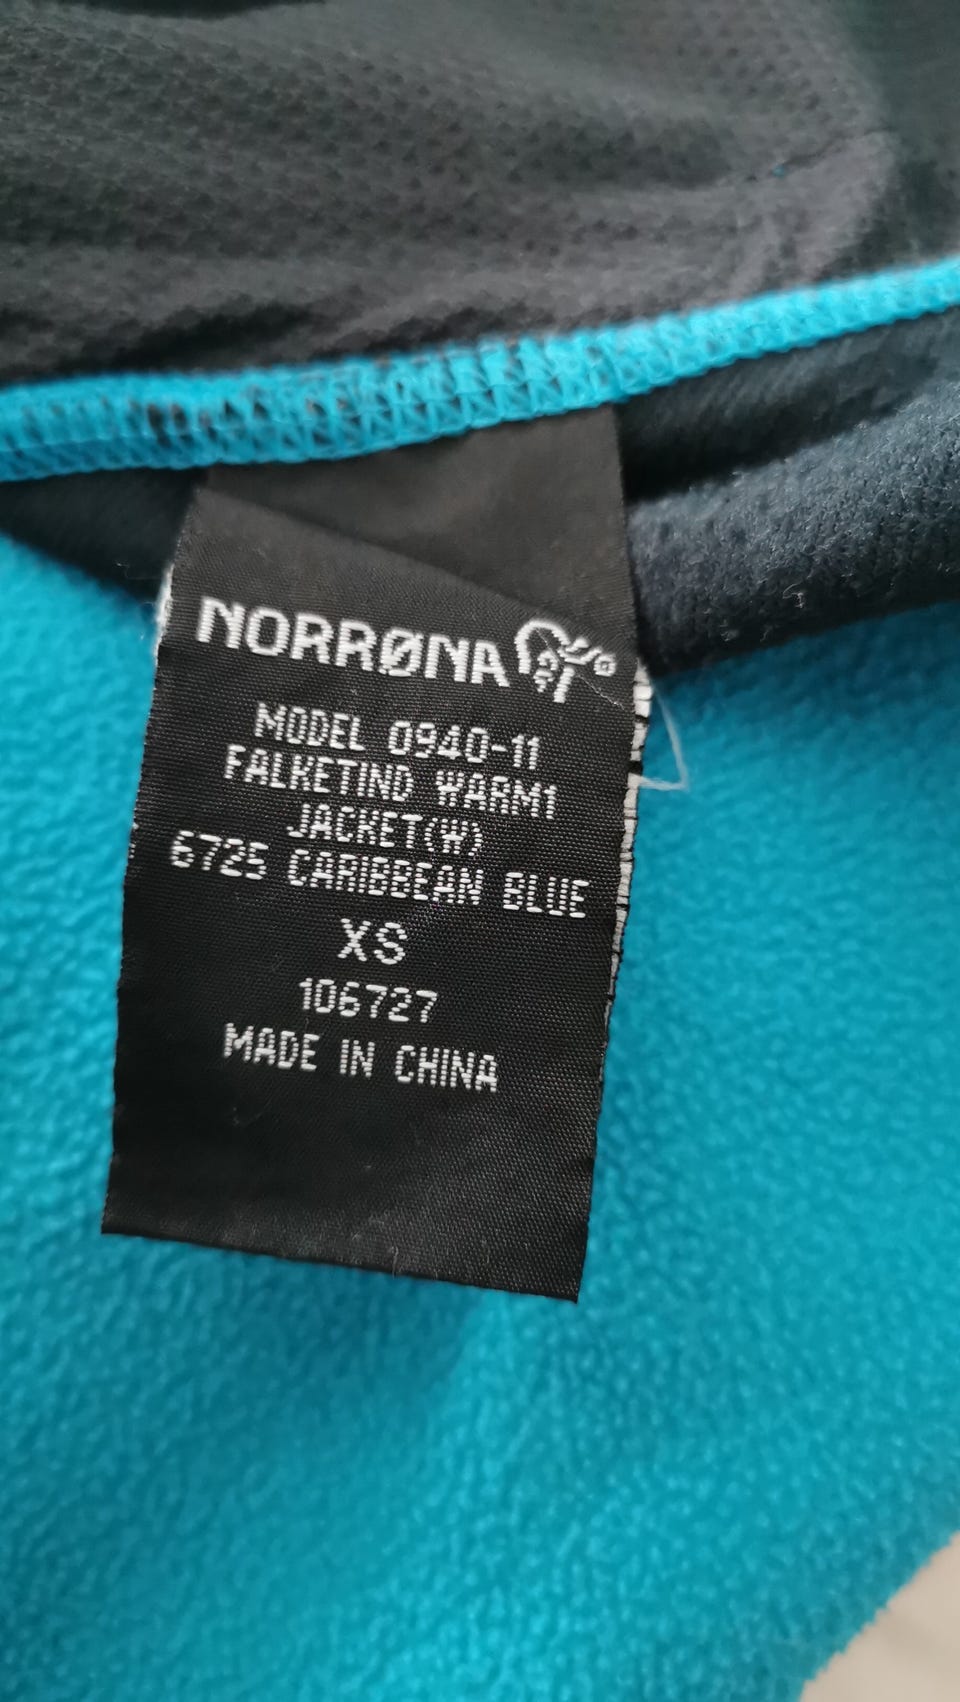 NORRØNA
MODEL 0940-11
FALKETIND WARM1
JACKET(W)
6725 CARIBBEAN BLUE
XS
106727
MADE IN CHINA